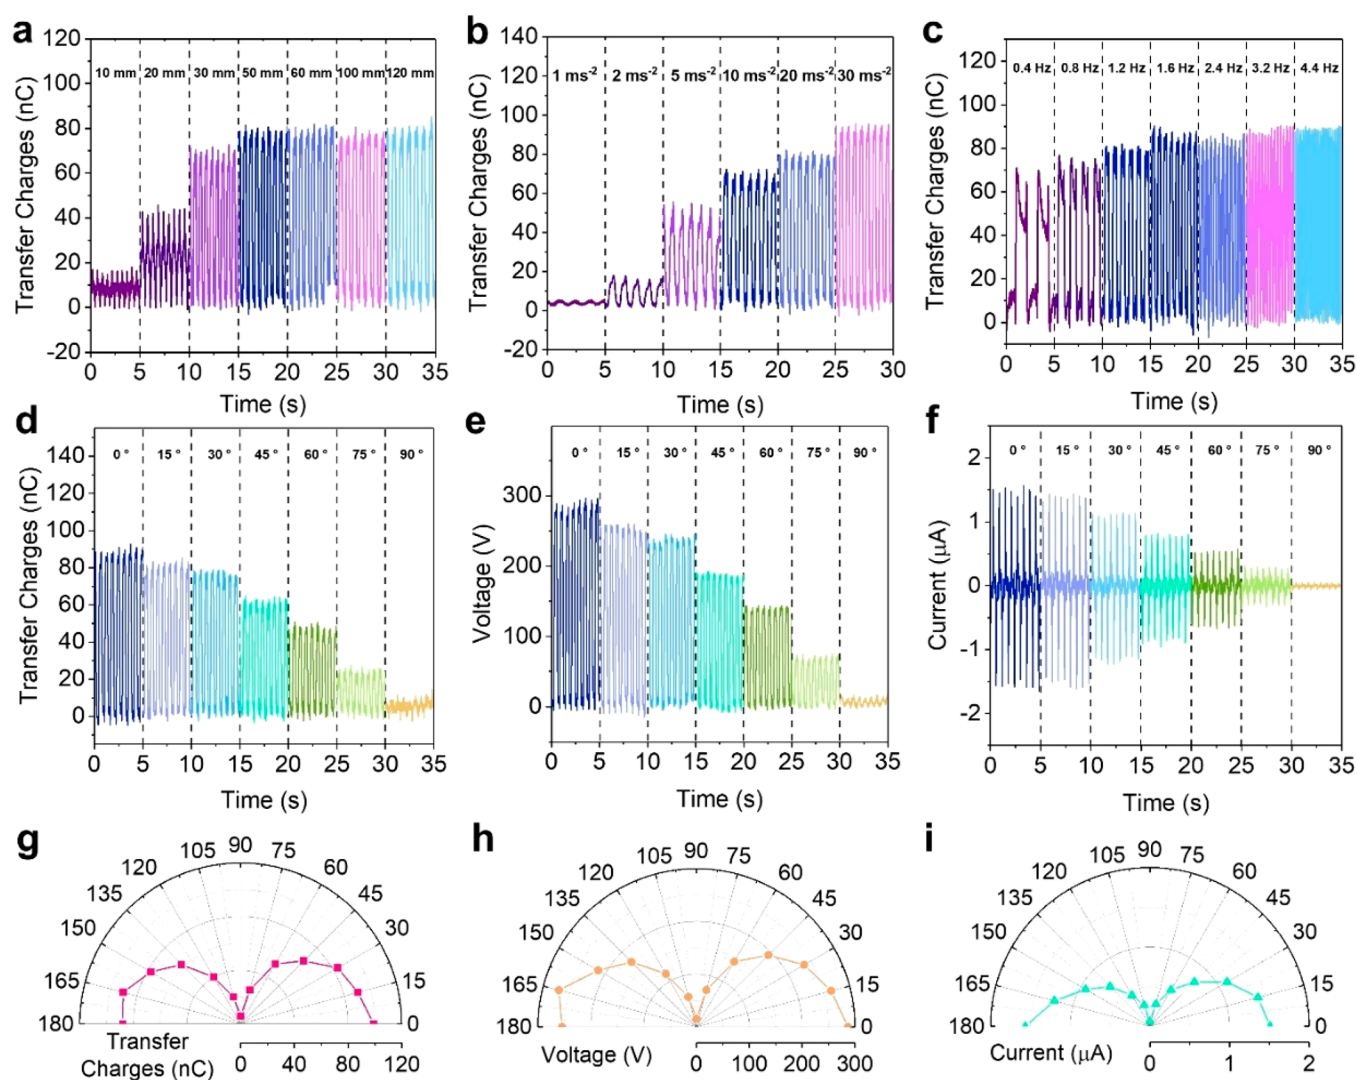 a
120
100
80
60
40
20
0
-20
Transfer Charges (nC)
10 mm 20 mm 30 mm 50 mm 60 mm 100 mm 120 mm
0 5 10 15 20 25 30 35
Time (s)
b
140
120
100
80
60
40
20
0
-20
Transfer Charges (nC)
1 ms-2 2 ms-2 5 ms-2 10 ms-2 20 ms-2 30 ms-2
0 5 10 15 20 25 30
Time (s)
c
120
100
80
60
40
20
0
Transfer Charges (nC)
0.4 Hz 0.8 Hz 1.2 Hz 1.6 Hz 2.4 Hz 3.2 Hz 4.4 Hz
0 5 10 15 20 25 30 35
Time (s)
d
140
120
100
80
60
40
20
0
Transfer Charges (nC)
0 ° 15 ° 30 ° 45 ° 60 ° 75 ° 90 °
0 5 10 15 20 25 30 35
Time (s)
e
300
200
100
0
Voltage (V)
0 ° 15 ° 30 ° 45 ° 60 ° 75 ° 90 °
0 5 10 15 20 25 30 35
Time (s)
f
2
1
0
-1
-2
Current (μA)
0 ° 15 ° 30 ° 45 ° 60 ° 75 ° 90 °
0 5 10 15 20 25 30 35
Time (s)
g
180 165 150 135 120 105 90 75 60 45 30 15 0
Transfer
Charges (nC)
0 40 80 120
h
180 165 150 135 120 105 90 75 60 45 30 15 0
Voltage (V)
0 100 200 300
i
180 165 150 135 120 105 90 75 60 45 30 15 0
Current (μA)
0 1 2